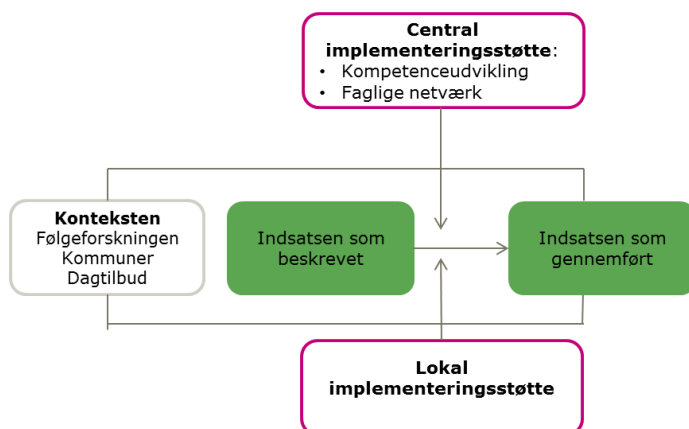 Central
implementeringsstøtte:
• Kompetenceudvikling
• Faglige netværk
Konteksten
Følgeforskningen
Kommuner
Dagtilbud
Indsatsen som
beskrevet
Indsatsen som
gennemført
Lokal
implementeringsstøtte